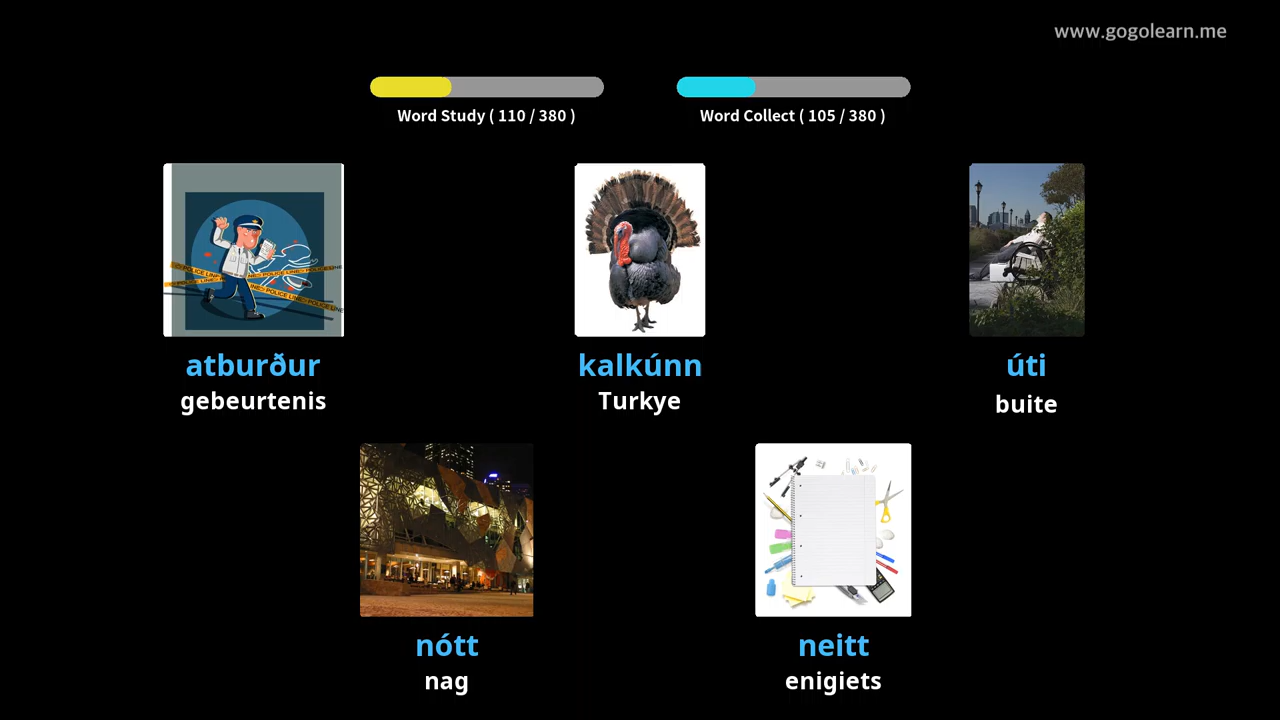 www.gogolearn.me
Word Study ( 110 / 380 )
Word Collect ( 105 / 380 )
atburður
gebeurtenis
kalkúnn
Turkye
úti
buite
nótt
nag
neitt
enigiets